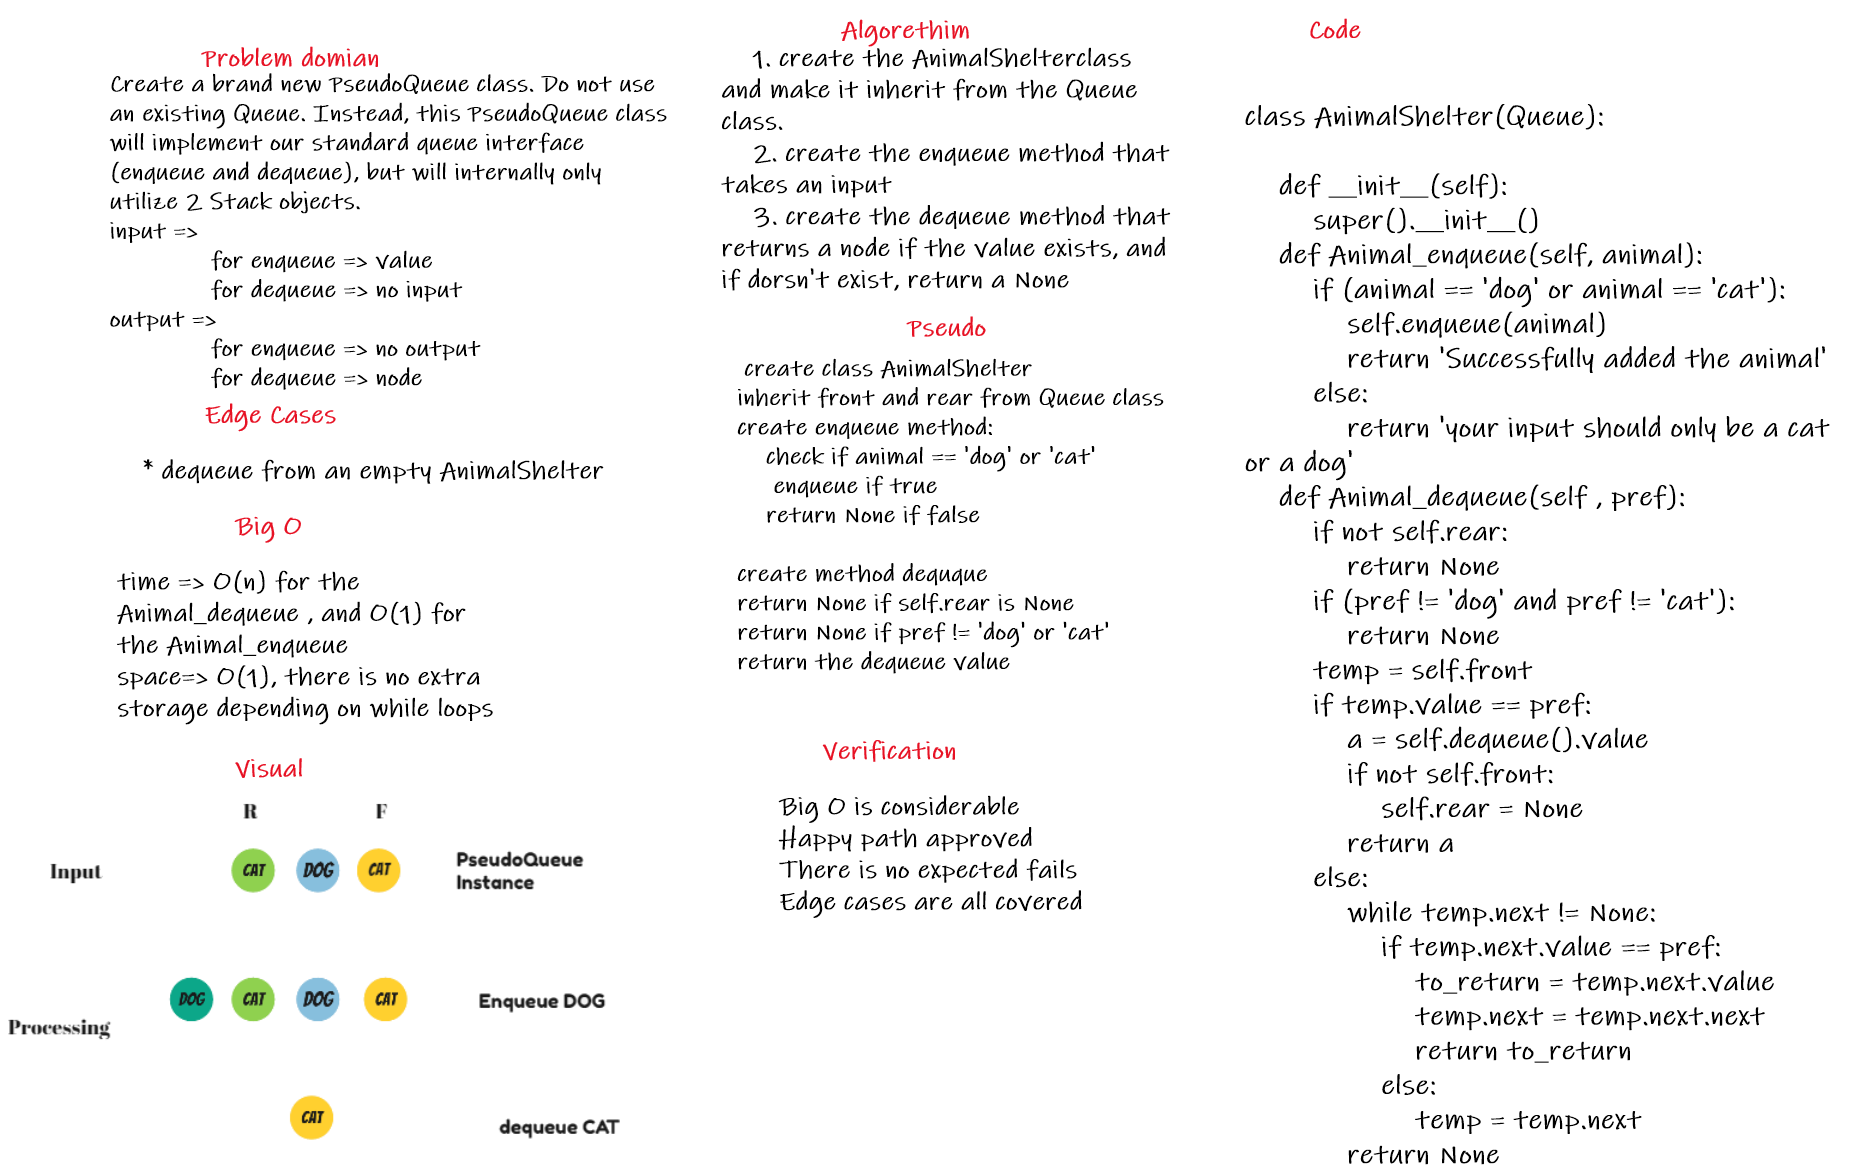 Problem domian
Create a brand new PseudoQueue class. Do not use
an existing Queue. Instead, this PseudoQueue class
will implement our standard queue interface
(enqueue and dequeue), but will internally only
utilize 2 Stack objects.
input =>
for enqueue => value
for dequeue => no input
output =>
for enqueue => no output
for dequeue => node
Edge Cases
* dequeue from an empty AnimalShelter
Big O
time => O(n) for the
Animal_dequeue , and O(1) for
the Animal_enqueue
space=> O(1), there is no extra
storage depending on while loops
Visual
R F
Input CAT DOG CAT PseudoQueue
Instance
DOG CAT DOG CAT Enqueue DOG
Processing
CAT dequeue CAT
Algorethim
1. create the AnimalShelterclass
and make it inherit from the Queue
class.
2. create the enqueue method that
takes an input
3. create the dequeue method that
returns a node if the value exists, and
if dorsn't exist, return a None
Pseudo
create class AnimalShelter
inherit front and rear from Queue class
create enqueue method:
check if animal == 'dog' or 'cat'
enqueue if true
return None if false
create method dequque
return None if self.rear is None
return None if pref != 'dog' or 'cat'
return the dequeue value
Verification
Big O is considerable
Happy path approved
There is no expected fails
Edge cases are all covered
Code
class AnimalShelter(Queue):
def __init__(self):
super().__init__()
def Animal_enqueue(self, animal):
if (animal == 'dog' or animal == 'cat'):
self.enqueue(animal)
return 'Successfully added the animal'
else:
return 'your input should only be a cat
or a dog'
def Animal_dequeue(self , pref):
if not self.rear:
return None
if (pref != 'dog' and pref != 'cat'):
return None
temp = self.front
if temp.value == pref:
a = self.dequeue().value
if not self.front:
self.rear = None
return a
else:
while temp.next != None:
if temp.next.value == pref:
to_return = temp.next.value
temp.next = temp.next.next
return to_return
else:
temp = temp.next
return None